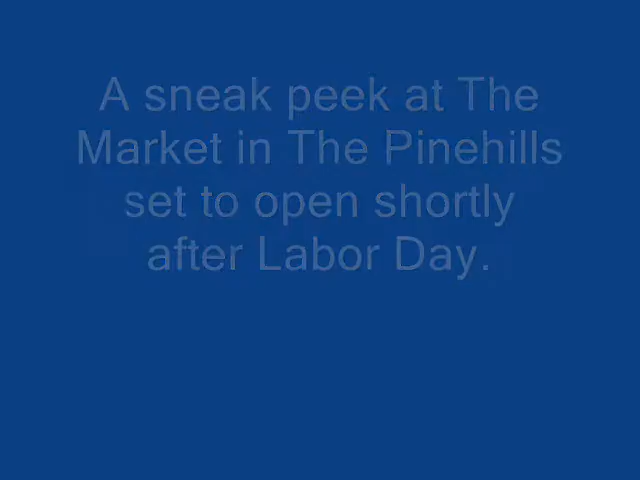 A sneak peek at The
Market in The Pinehills
set to open shortly
after Labor Day.